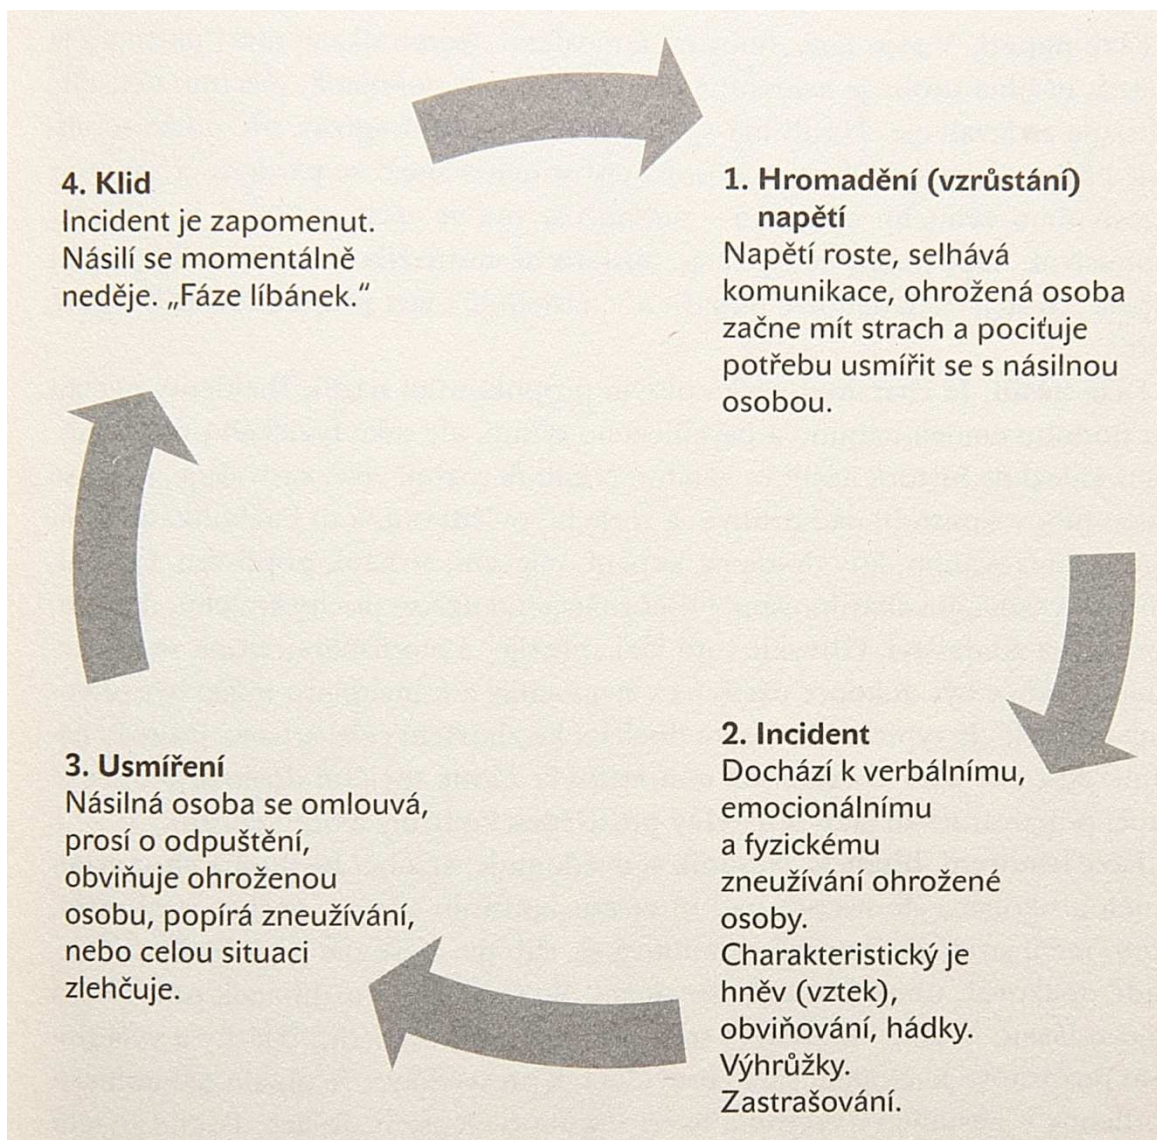 4. Klid
Incident je zapomenut.
Násilí se momentálně
neděje. „Fáze líbánek.“
1. Hromadění (vzrůstání)
napětí
Napětí roste, selhává
komunikace, ohrožená osoba
začne mít strach a pociťuje
potřebu usmířit se s násilnou
osobou.
2. Incident
Dochází k verbálnímu,
emocionálnímu
a fyzickému
zneužívání ohrožené
osoby.
Charakteristický je
hněv (vztek),
obviňování, hádky.
Výhrůžky.
Zastrašování.
3. Usmíření
Násilná osoba se omlouvá,
prosí o odpuštění,
obviňuje ohroženou
osobu, popírá zneužívání,
nebo celou situaci
zlehčuje.